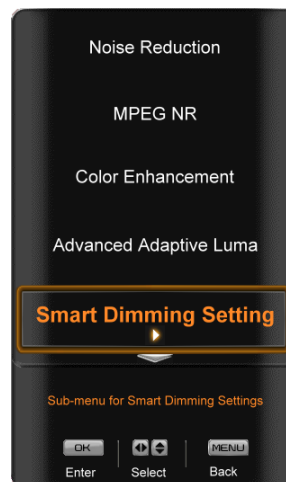 Noise Reduction
MPEG NR
Color Enhancement
Advanced Adaptive Luma
Smart Dimming Setting
Sub-menu for Smart Dimming Settings
OK MENU
Enter Select Back